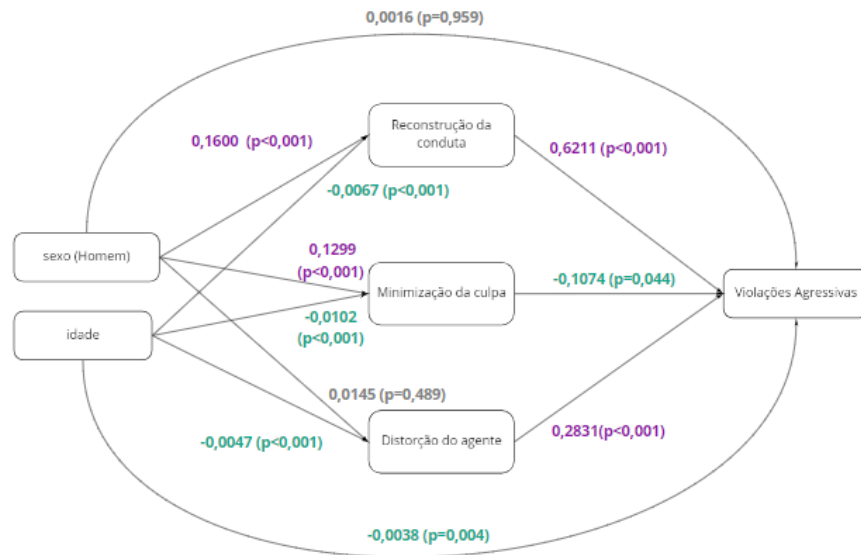 0,0016 (p=0,959)
Reconstrução da
conduta
0,1600 (p<0,001)
0,6211 (p<0,001)
-0,0067 (p<0,001)
sexo (Homem)
0,1299
(p<0,001)
Minimização da culpa
-0,1074 (p=0,044)
Violações Agressivas
-0,0102
(p<0,001)
idade
0,0145 (p=0,489)
Distorção do agente
-0,0047 (p<0,001)
0,2831(p<0,001)
-0,0038 (p=0,004)